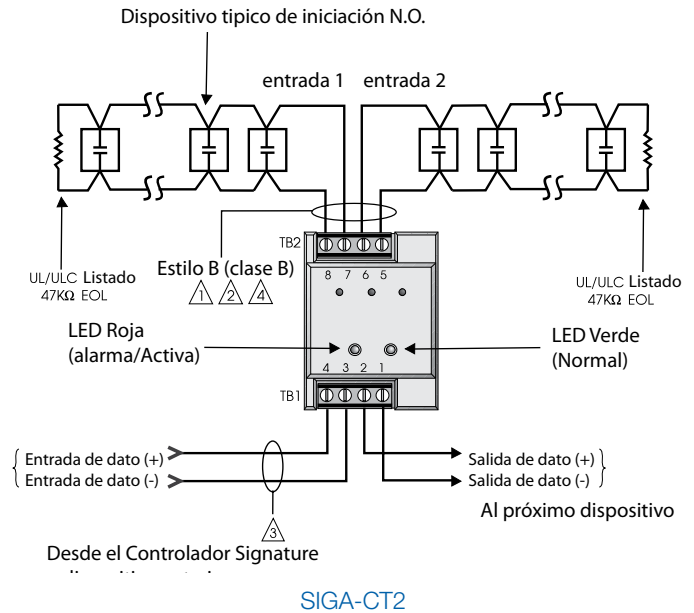 Dispositivo tipico de iniciación N.O.
entrada 1 entrada 2
TB2
8 7 6 5
UL/ULC Listado
47KΩ EOL
Estilo B (clase B)
1 2 4
UL/ULC Listado
47KΩ EOL
LED Roja
(alarma/Activa)
LED Verde
(Normal)
4 3 2 1
TB1
Entrada de dato (+)
Entrada de dato (-)
Salida de dato (+)
Salida de dato (-)
3
Al próximo dispositivo
Desde el Controlador Signature
SIGA-CT2